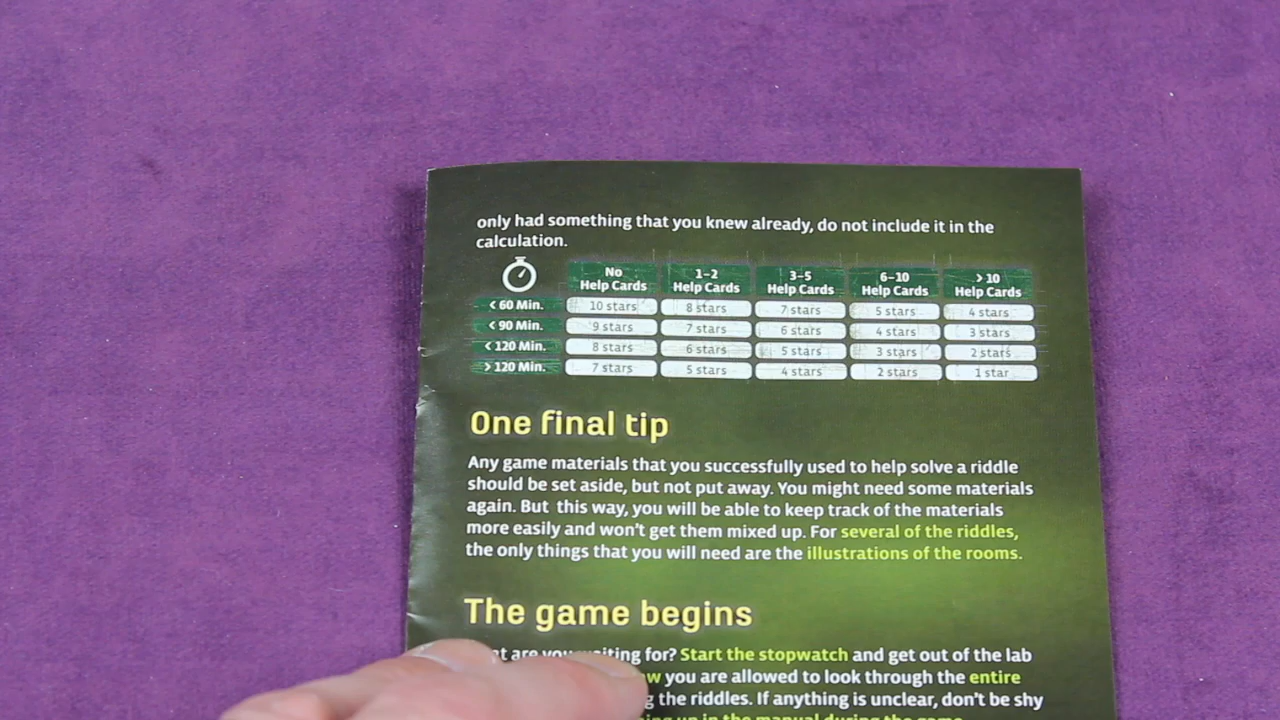 only had something that you knew already, do not include it in the
calculation.
No Help Cards 1–2 Help Cards 3–5 Help Cards 6–10 Help Cards > 10 Help Cards
< 60 Min. 10 stars 8 stars 7 stars 5 stars 4 stars
< 90 Min. 9 stars 7 stars 6 stars 4 stars 3 stars
< 120 Min. 8 stars 6 stars 5 stars 3 stars 2 stars
> 120 Min. 7 stars 5 stars 4 stars 2 stars 1 star
One final tip
Any game materials that you successfully used to help solve a riddle
should be set aside, but not put away. You might need some materials
again. But this way, you will be able to keep track of the materials
more easily and won't get them mixed up. For several of the riddles,
the only things that you will need are the illustrations of the rooms.
The game begins
are you waiting for? Start the stopwatch and get out of the lab
you are allowed to look through the entire
the riddles. If anything is unclear, don't be shy
up in the manual during the game.